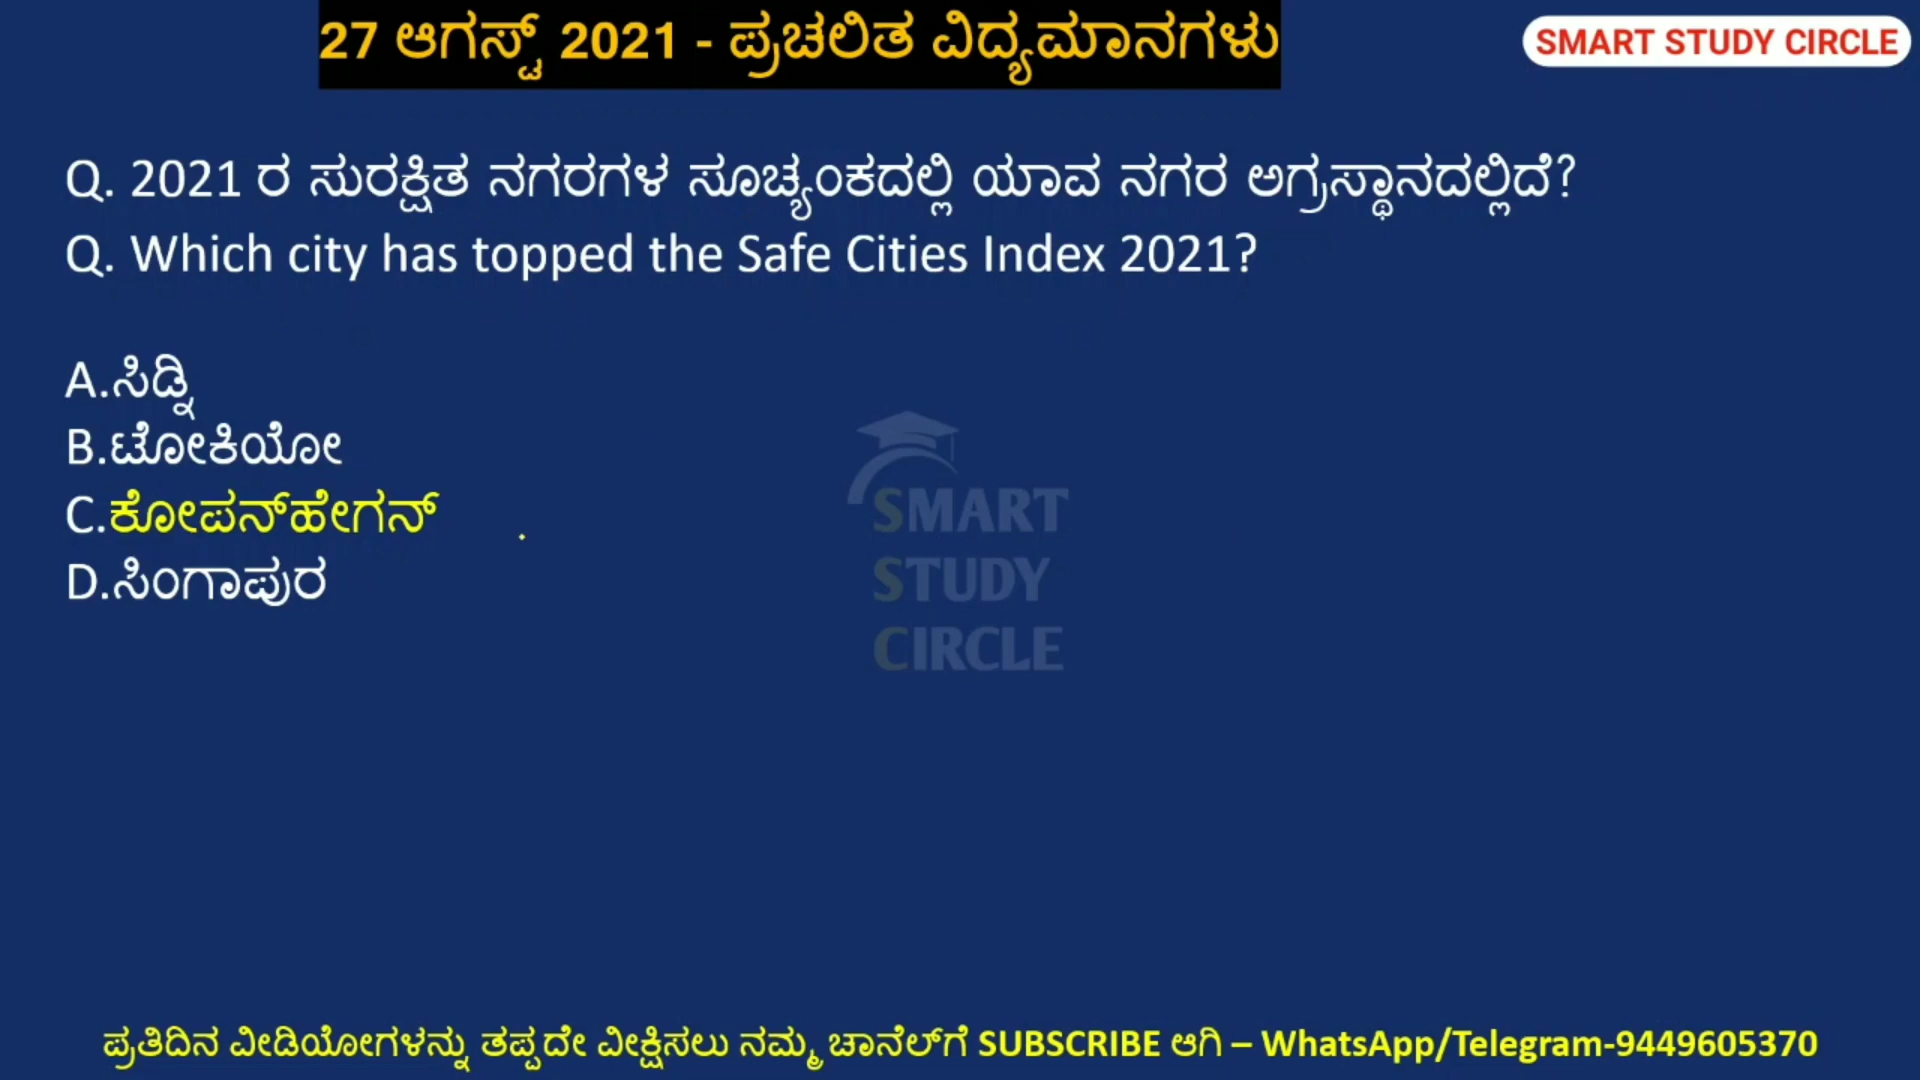 27 ಆಗಸ್ಟ್ 2021 - ಪ್ರಚಲಿತ ವಿದ್ಯಮಾನಗಳು
SMART STUDY CIRCLE
Q. 2021 ರ ಸುರಕ್ಷಿತ ನಗರಗಳ ಸೂಚ್ಯಂಕದಲ್ಲಿ ಯಾವ ನಗರ ಅಗ್ರಸ್ಥಾನದಲ್ಲಿದೆ?
Q. Which city has topped the Safe Cities Index 2021?
A.ಸಿಡ್ನಿ
B.ಟೋಕಿಯೋ
C.ಕೋಪನ್‌ಹೇಗನ್
D.ಸಿಂಗಾಪುರ
SMART
STUDY
CIRCLE
ಪ್ರತಿದಿನ ವೀಡಿಯೋಗಳನ್ನು ತಪ್ಪದೇ ವೀಕ್ಷಿಸಲು ನಮ್ಮ ಚಾನೆಲ್‌ಗೆ SUBSCRIBE ಆಗಿ – WhatsApp/Telegram-9449605370